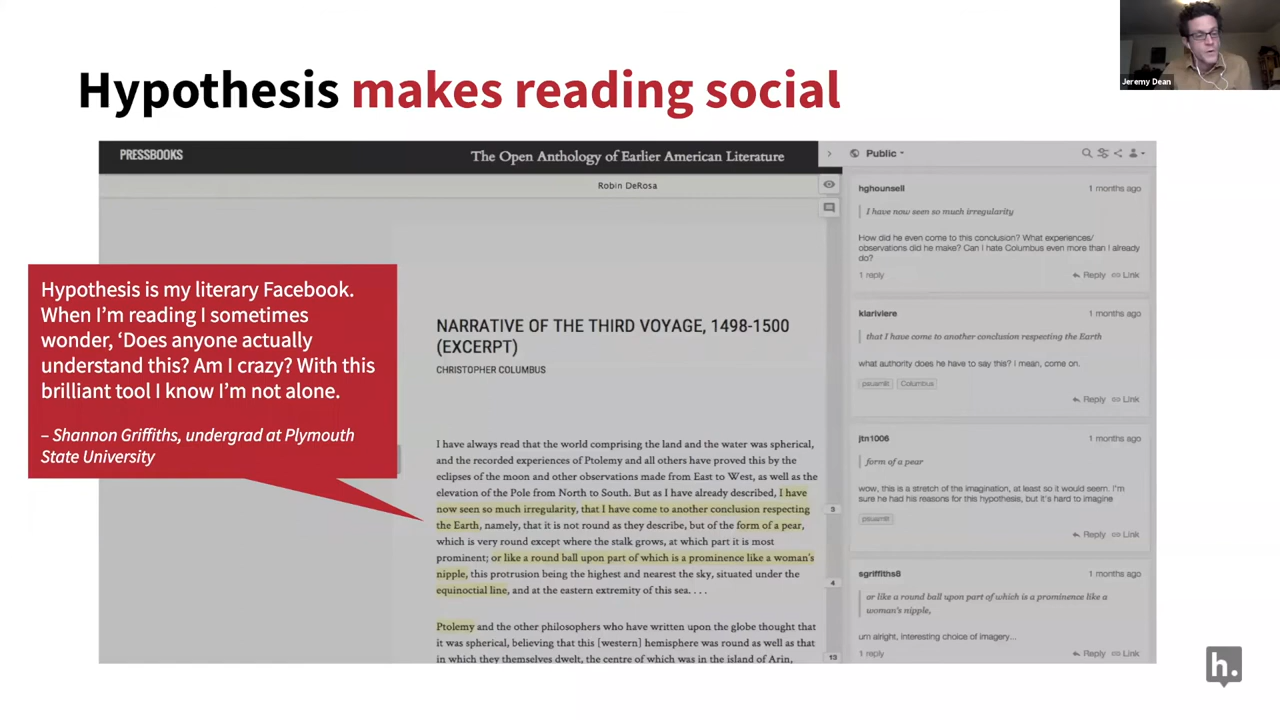 Jeremy Dean
Hypothesis makes reading social
PRESSBOOKS
The Open Anthology of Earlier American Literature
Robin DeRosa
Hypothesis is my literary Facebook.
When I'm reading I sometimes
wonder, ‘Does anyone actually
understand this? Am I crazy? With this
brilliant tool I know I'm not alone.
– Shannon Griffiths, undergrad at Plymouth
State University
NARRATIVE OF THE THIRD VOYAGE, 1498-1500
(EXCERPT)
CHRISTOPHER COLUMBUS
I have always read that the world comprising the land and the water was spherical,
and the recorded experiences of Ptolemy and all others have proved this by the
eclipses of the moon and other observations made from East to West, as well as the
elevation of the Pole from North to South. But as I have already described, I have
now seen so much irregularity, that I have come to another conclusion respecting
the Earth, namely, that it is not round as they describe, but of the form of a pear,
which is very round except where the stalk grows, at which part it is most
prominent; or like a round ball upon part of which is a prominence like a woman's
nipple, this protrusion being the highest and nearest the sky, situated under the
equinoctial line, and at the eastern extremity of this sea. . . .
Ptolemy and the other philosophers who have written upon the globe thought that
it was spherical, believing that this [western] hemisphere was round as well as that
in which they themselves dwelt, the centre of which was in the island of Arin,
4
13
Public
hghounsell 1 months ago
I have now seen so much irregularity
How did he even come to this conclusion? What experiences/
observations did he make? Can I hate Columbus even more than I already
do?
1 reply Reply Link
klariviere 1 months ago
that I have come to another conclusion respecting the Earth
what authority does he have to say this? I mean, come on.
psuamlit Columbus
Reply Link
jtn1006 1 months ago
form of a pear
wow, this is a stretch of the imagination, at least so it would seem. I'm
sure he had his reasons for this hypothesis, but it's hard to imagine
psuamlit
Reply Link
sgriffiths8 1 months ago
or like a round ball upon part of which is a prominence like a
woman's nipple,
um alright, interesting choice of imagery...
1 reply Reply Link
h.